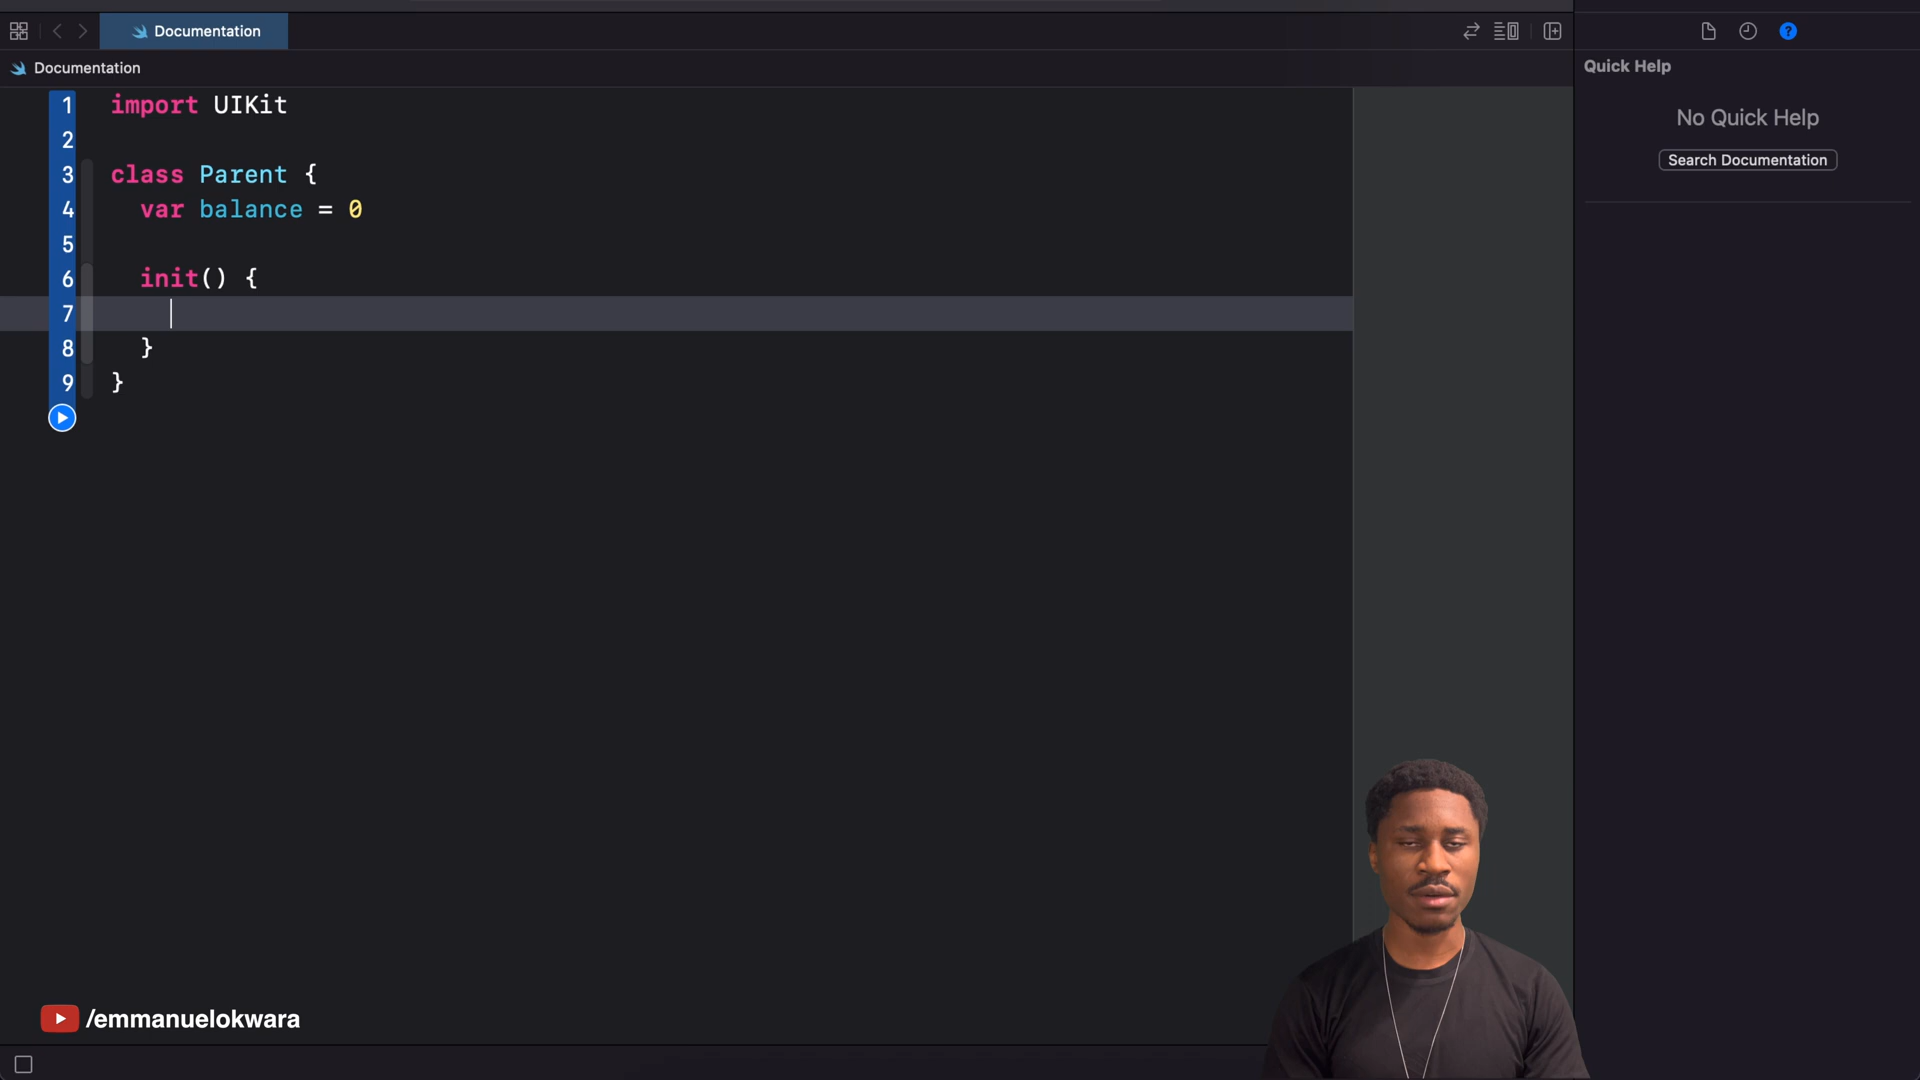 Documentation
Documentation
Quick Help
No Quick Help
Search Documentation
1 import UIKit
2
3 class Parent {
4 var balance = 0
5
6 init() {
7
8 }
9 }
/emmanuelokwara